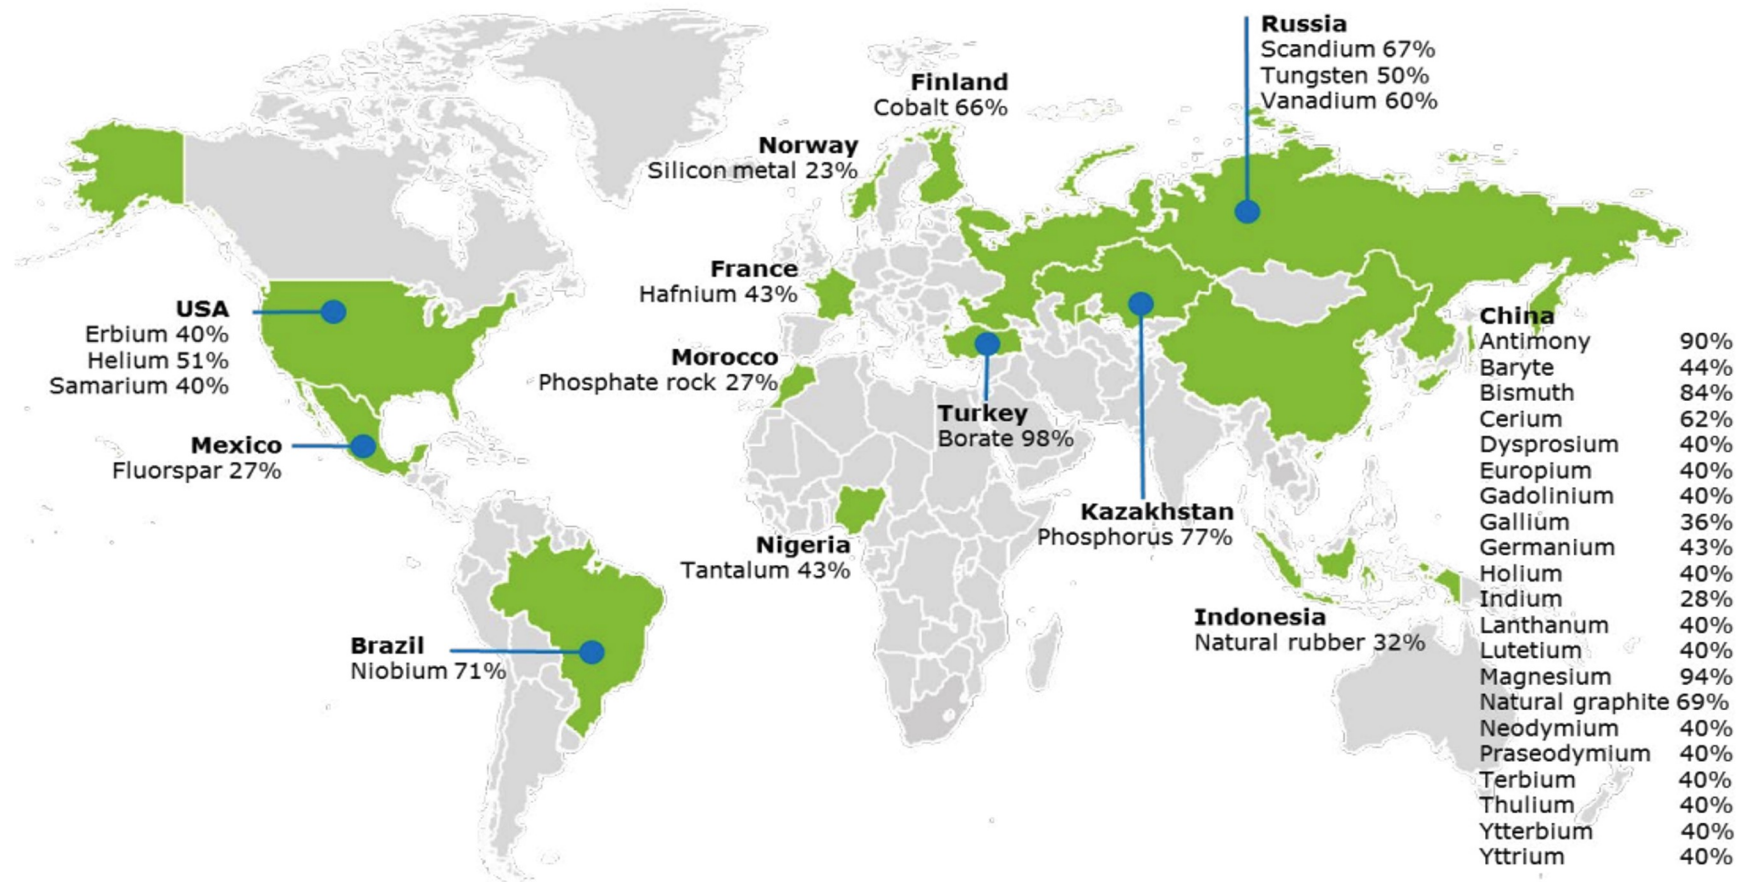 Russia
Scandium 67%
Tungsten 50%
Vanadium 60%
Finland
Cobalt 66%
Norway
Silicon metal 23%
France
Hafnium 43%
USA
Erbium 40%
Helium 51%
Samarium 40%
Morocco
Phosphate rock 27%
Turkey
Borate 98%
Mexico
Fluorspar 27%
Kazakhstan
Phosphorus 77%
Nigeria
Tantalum 43%
Indonesia
Natural rubber 32%
Brazil
Niobium 71%
China
Antimony 90%
Baryte 44%
Bismuth 84%
Cerium 62%
Dysprosium 40%
Europium 40%
Gadolinium 40%
Gallium 36%
Germanium 43%
Holium 40%
Indium 28%
Lanthanum 40%
Lutetium 40%
Magnesium 94%
Natural graphite 69%
Neodymium 40%
Praseodymium 40%
Terbium 40%
Thulium 40%
Ytterbium 40%
Yttrium 40%